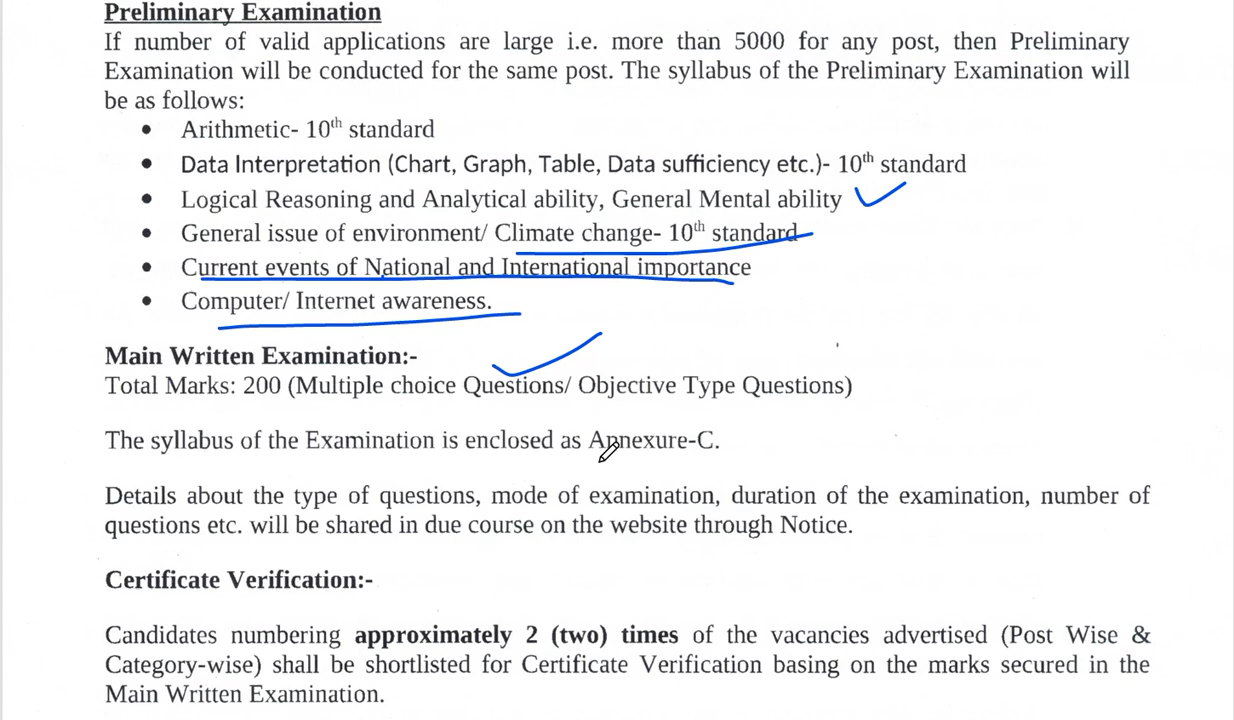 Preliminary Examination
If number of valid applications are large i.e. more than 5000 for any post, then Preliminary
Examination will be conducted for the same post. The syllabus of the Preliminary Examination will
be as follows:
• Arithmetic- 10th standard
• Data Interpretation (Chart, Graph, Table, Data sufficiency etc.)- 10th standard
• Logical Reasoning and Analytical ability, General Mental ability
• General issue of environment/ Climate change- 10th standard
• Current events of National and International importance
• Computer/ Internet awareness.
Main Written Examination:-
Total Marks: 200 (Multiple choice Questions/ Objective Type Questions)
The syllabus of the Examination is enclosed as Annexure-C.
Details about the type of questions, mode of examination, duration of the examination, number of
questions etc. will be shared in due course on the website through Notice.
Certificate Verification:-
Candidates numbering approximately 2 (two) times of the vacancies advertised (Post Wise &
Category-wise) shall be shortlisted for Certificate Verification basing on the marks secured in the
Main Written Examination.